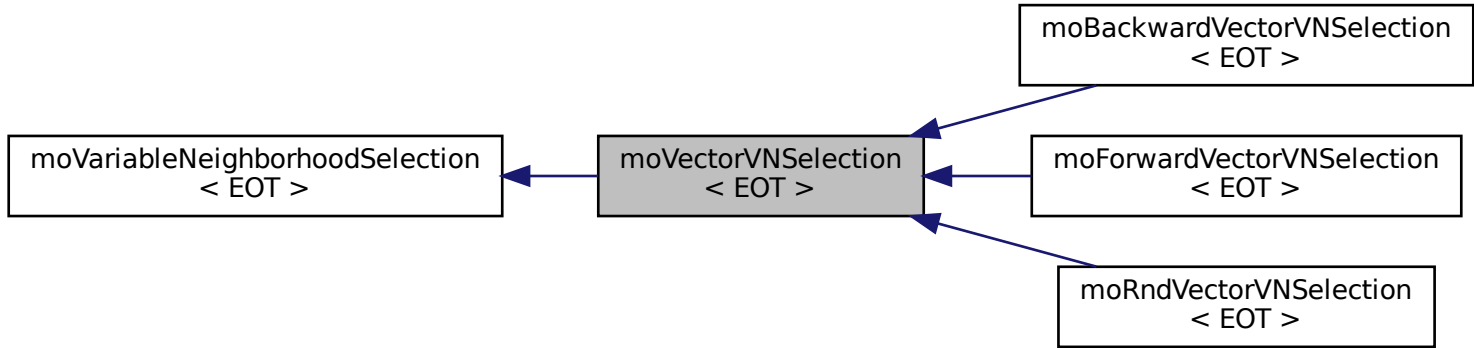 moBackwardVectorVNSelection
< EOT >
moVariableNeighborhoodSelection
< EOT >
moVectorVNSelection
< EOT >
moForwardVectorVNSelection
< EOT >
moRndVectorVNSelection
< EOT >